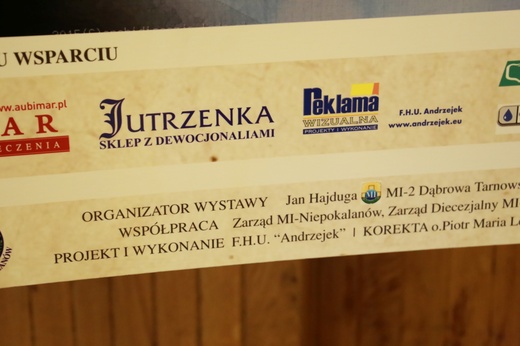 U WSPARCIU
www.aubimar.pl
AR
ICZENIA
JUTRZENKA
SKLEP Z DEWOCJONALIAMI
Reklama
WIZUALNA
PROJEKTY I WYKONANIE
F.H.U. Andrzejek
www.andrzejek.eu
ORGANIZATOR WYSTAWY Jan Hajduga MI-2 Dąbrowa Tarnows
WSPÓŁPRACA Zarząd MI-Niepokalanów, Zarząd Diecezjalny MI
PROJEKT I WYKONANIE F.H.U. “Andrzejek” | KOREKTA o.Piotr Maria L